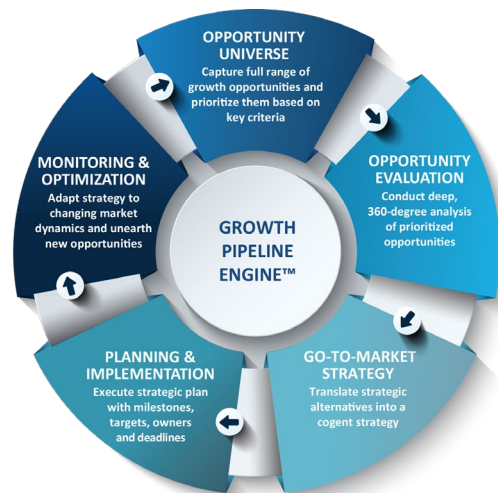 OPPORTUNITY
UNIVERSE
Capture full range of
growth opportunities and
prioritize them based on
key criteria
OPPORTUNITY
EVALUATION
Conduct deep,
360-degree analysis
of prioritized
opportunities
GO-TO-MARKET
STRATEGY
Translate strategic
alternatives into a
cogent strategy
PLANNING &
IMPLEMENTATION
Execute strategic plan
with milestones,
targets, owners
and deadlines
MONITORING &
OPTIMIZATION
Adapt strategy to
changing market
dynamics and unearth
new opportunities
GROWTH
PIPELINE
ENGINE™